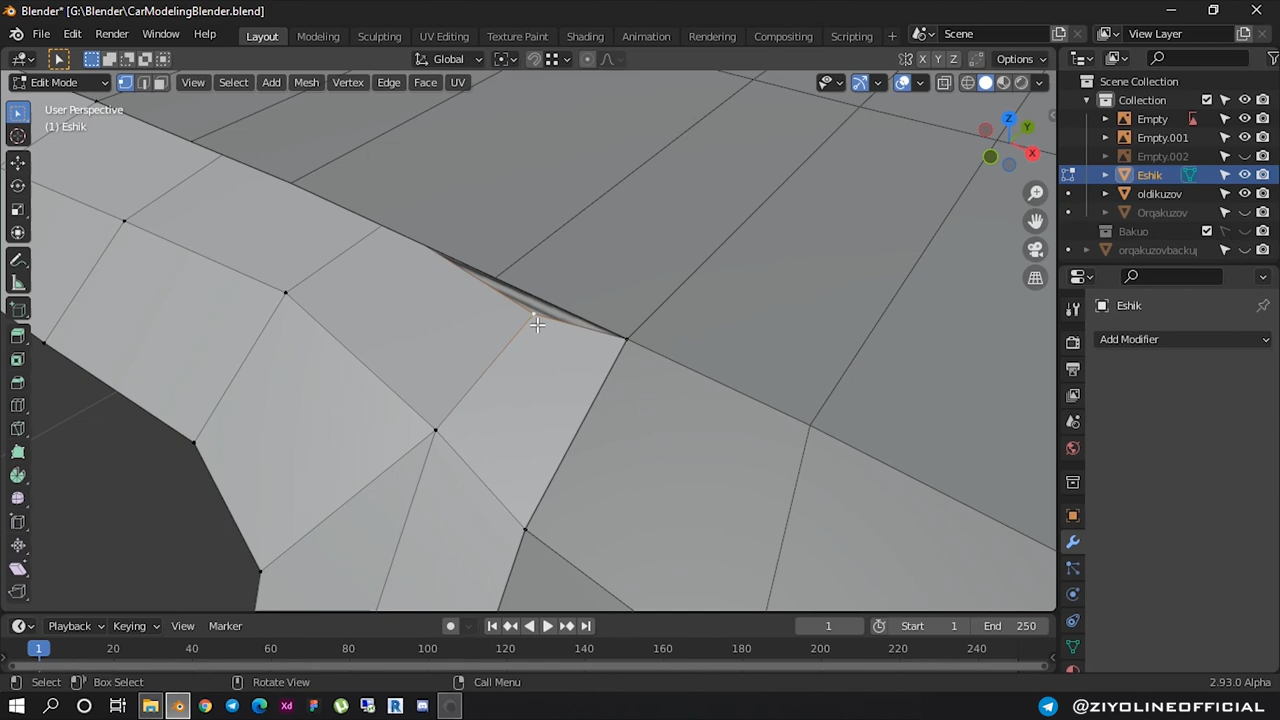 Blender* [G:\Blender\CarModelingBlender.blend]
File Edit Render Window Help Layout Modeling Sculpting UV Editing Texture Paint Shading Animation Rendering Compositing Scripting + Scene View Layer
Global X Y Z Options
Edit Mode View Select Add Mesh Vertex Edge Face UV
User Perspective
(1) Eshik
Z Y X
Scene Collection
Collection
Empty
Empty.001
Empty.002
Eshik
oldikuzov
Orqakuzov
Bakuo
orqakuzovbackup
Eshik
Add Modifier
Playback Keying View Marker 1 Start 1 End 250
1 20 40 60 80 100 120 140 160 180 200 220 240
Select Box Select Rotate View Call Menu 2.93.0 Alpha
@ZIYOLINEOFFICIAL